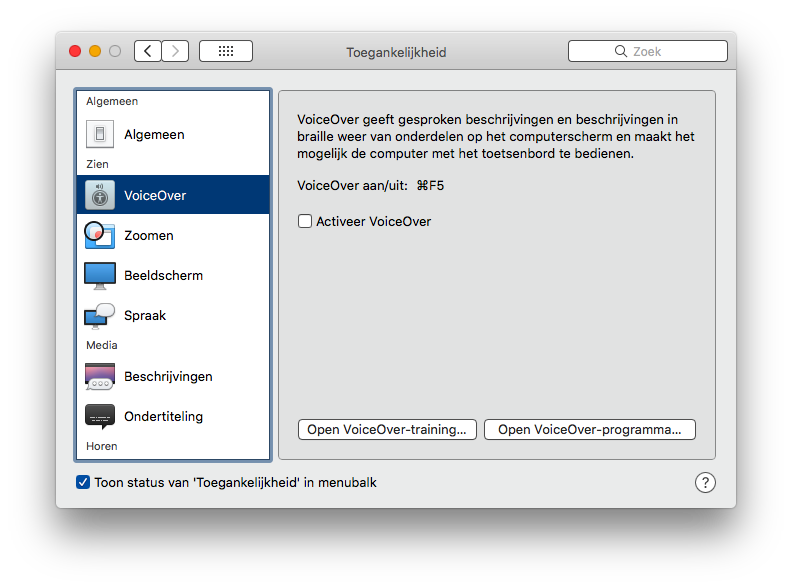 Toegankelijkheid
Zoek
Algemeen
Algemeen
Zien
VoiceOver
Zoomen
Beeldscherm
Spraak
Media
Beschrijvingen
Ondertiteling
Horen
VoiceOver geeft gesproken beschrijvingen en beschrijvingen in
braille weer van onderdelen op het computerscherm en maakt het
mogelijk de computer met het toetsenbord te bedienen.
VoiceOver aan/uit: ⌘F5
Activeer VoiceOver
Open VoiceOver-training...
Open VoiceOver-programma...
Toon status van 'Toegankelijkheid' in menubalk
?